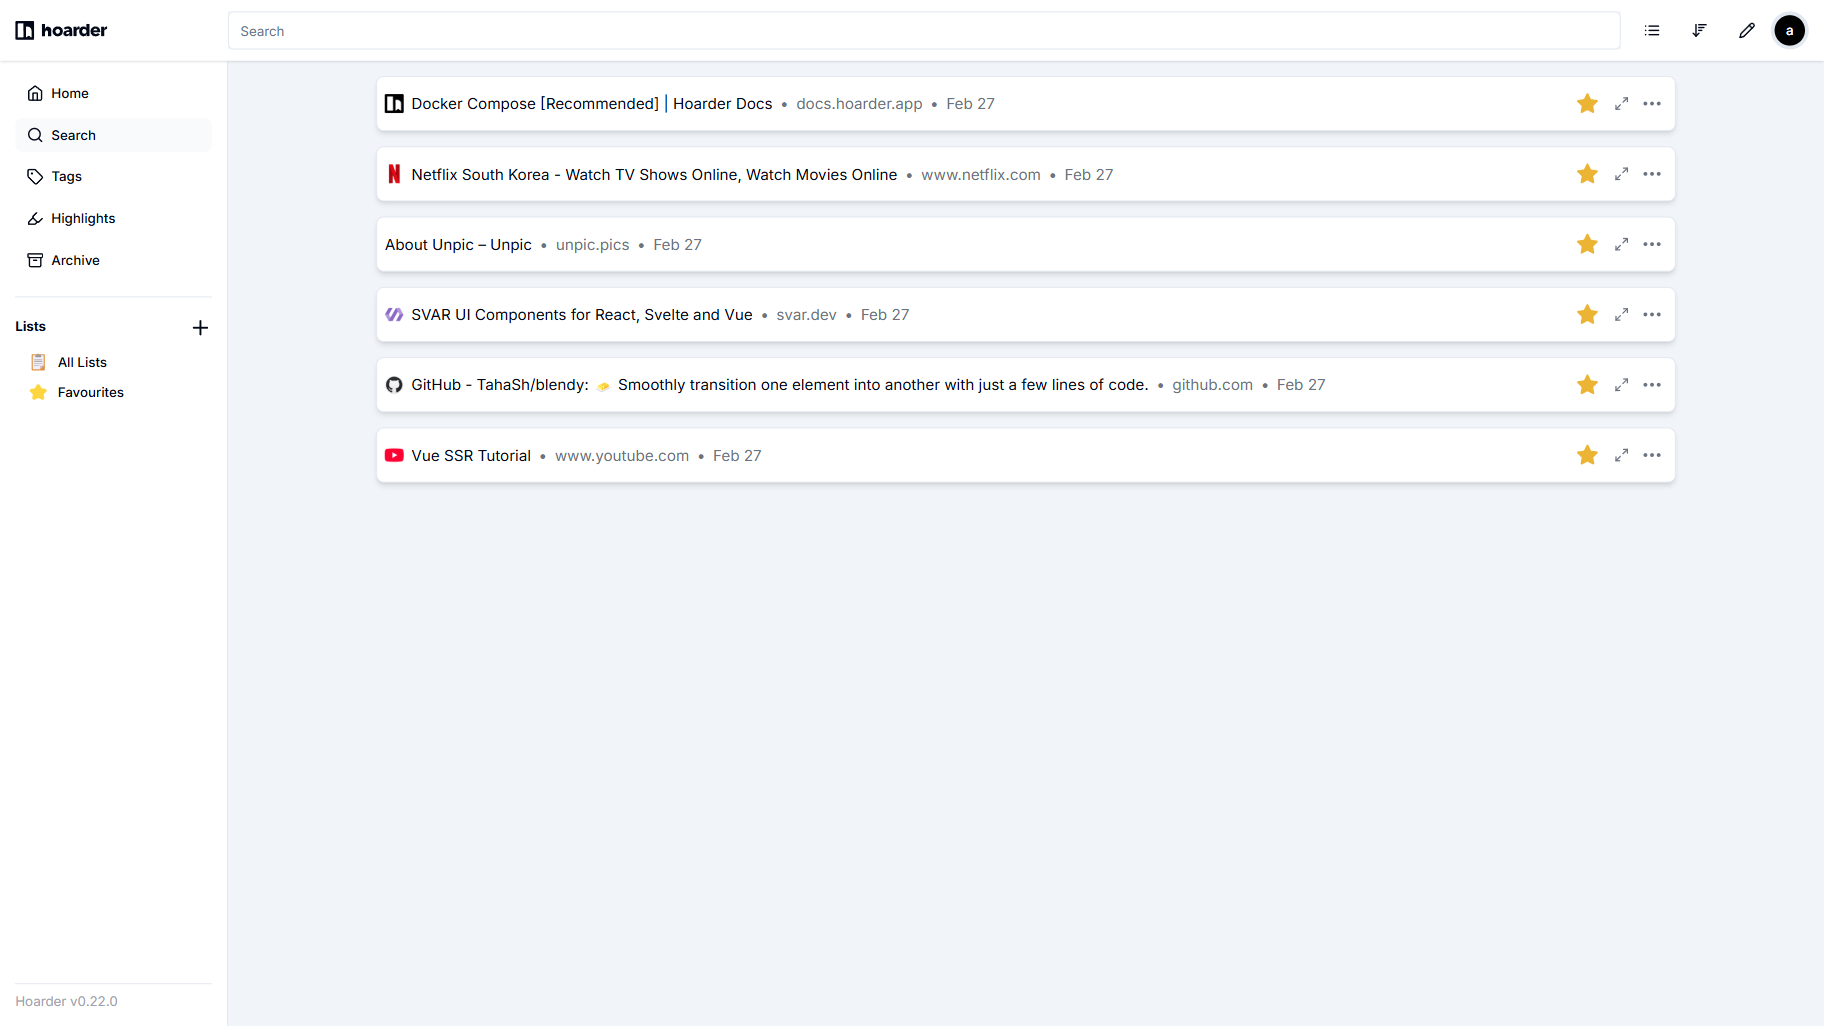 hoarder
Search
a
Home
Search
Tags
Highlights
Archive
Lists
All Lists
Favourites
Hoarder v0.22.0
Docker Compose [Recommended] | Hoarder Docs • docs.hoarder.app • Feb 27
Netflix South Korea - Watch TV Shows Online, Watch Movies Online • www.netflix.com • Feb 27
About Unpic – Unpic • unpic.pics • Feb 27
SVAR UI Components for React, Svelte and Vue • svar.dev • Feb 27
GitHub - TahaSh/blendy: 🧈 Smoothly transition one element into another with just a few lines of code. • github.com • Feb 27
Vue SSR Tutorial • www.youtube.com • Feb 27